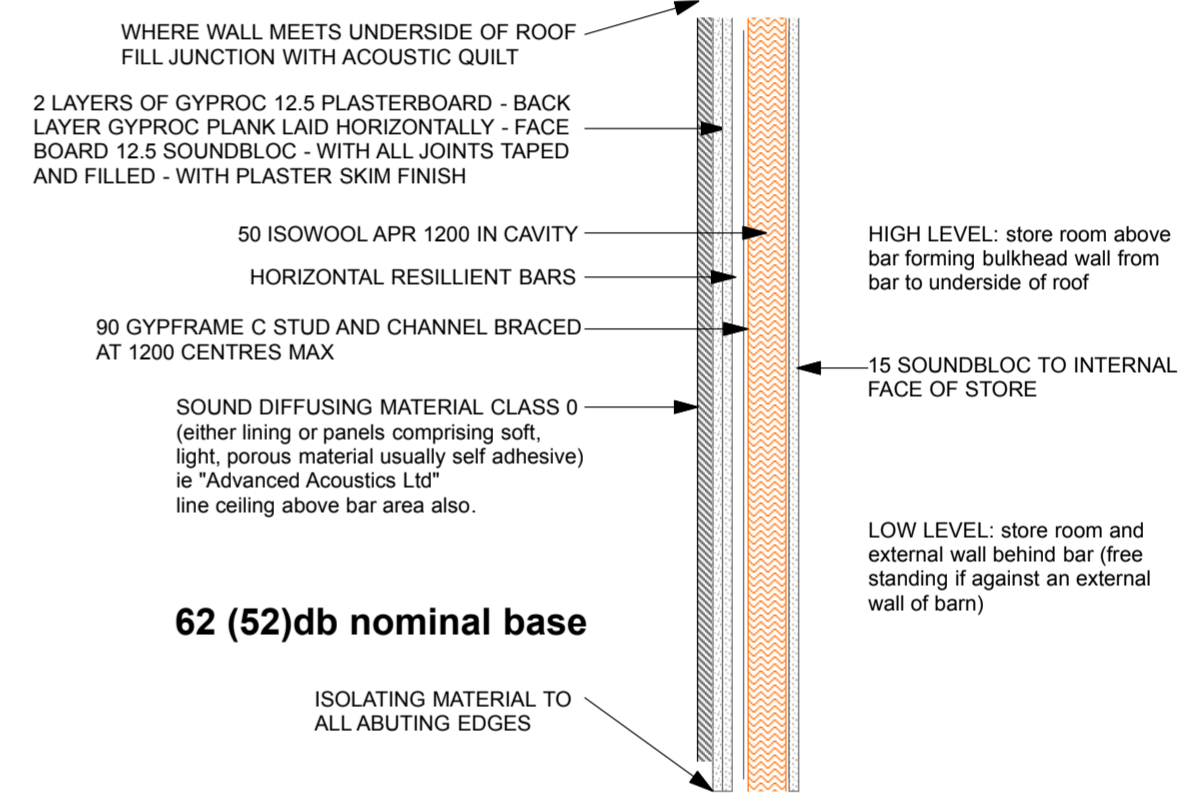 WHERE WALL MEETS UNDERSIDE OF ROOF
FILL JUNCTION WITH ACOUSTIC QUILT
2 LAYERS OF GYPROC 12.5 PLASTERBOARD - BACK
LAYER GYPROC PLANK LAID HORIZONTALLY - FACE
BOARD 12.5 SOUNDBLOC - WITH ALL JOINTS TAPED
AND FILLED - WITH PLASTER SKIM FINISH
50 ISOWOOL APR 1200 IN CAVITY
HORIZONTAL RESILLIENT BARS
90 GYPFRAME C STUD AND CHANNEL BRACED
AT 1200 CENTRES MAX
SOUND DIFFUSING MATERIAL CLASS 0
(either lining or panels comprising soft,
light, porous material usually self adhesive)
ie "Advanced Acoustics Ltd"
line ceiling above bar area also.
62 (52)db nominal base
ISOLATING MATERIAL TO
ALL ABUTING EDGES
HIGH LEVEL: store room above
bar forming bulkhead wall from
bar to underside of roof
15 SOUNDBLOC TO INTERNAL
FACE OF STORE
LOW LEVEL: store room and
external wall behind bar (free
standing if against an external
wall of barn)